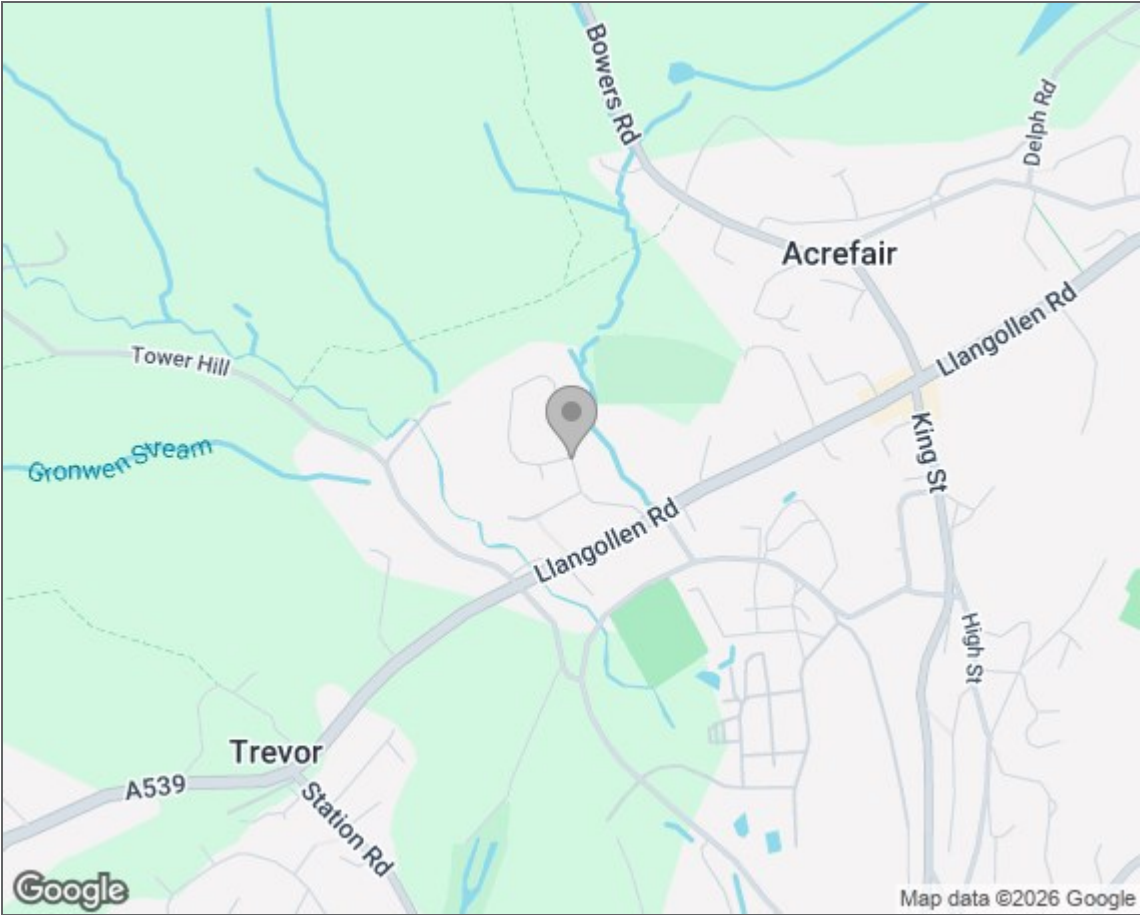 Bowers Rd
Delph Rd
Acrefair
Llangollen Rd
Tower Hill
King St
Gronwen Stream
Llangollen Rd
High St
Trevor
A539
Station Rd
Google
Map data ©2026 Google